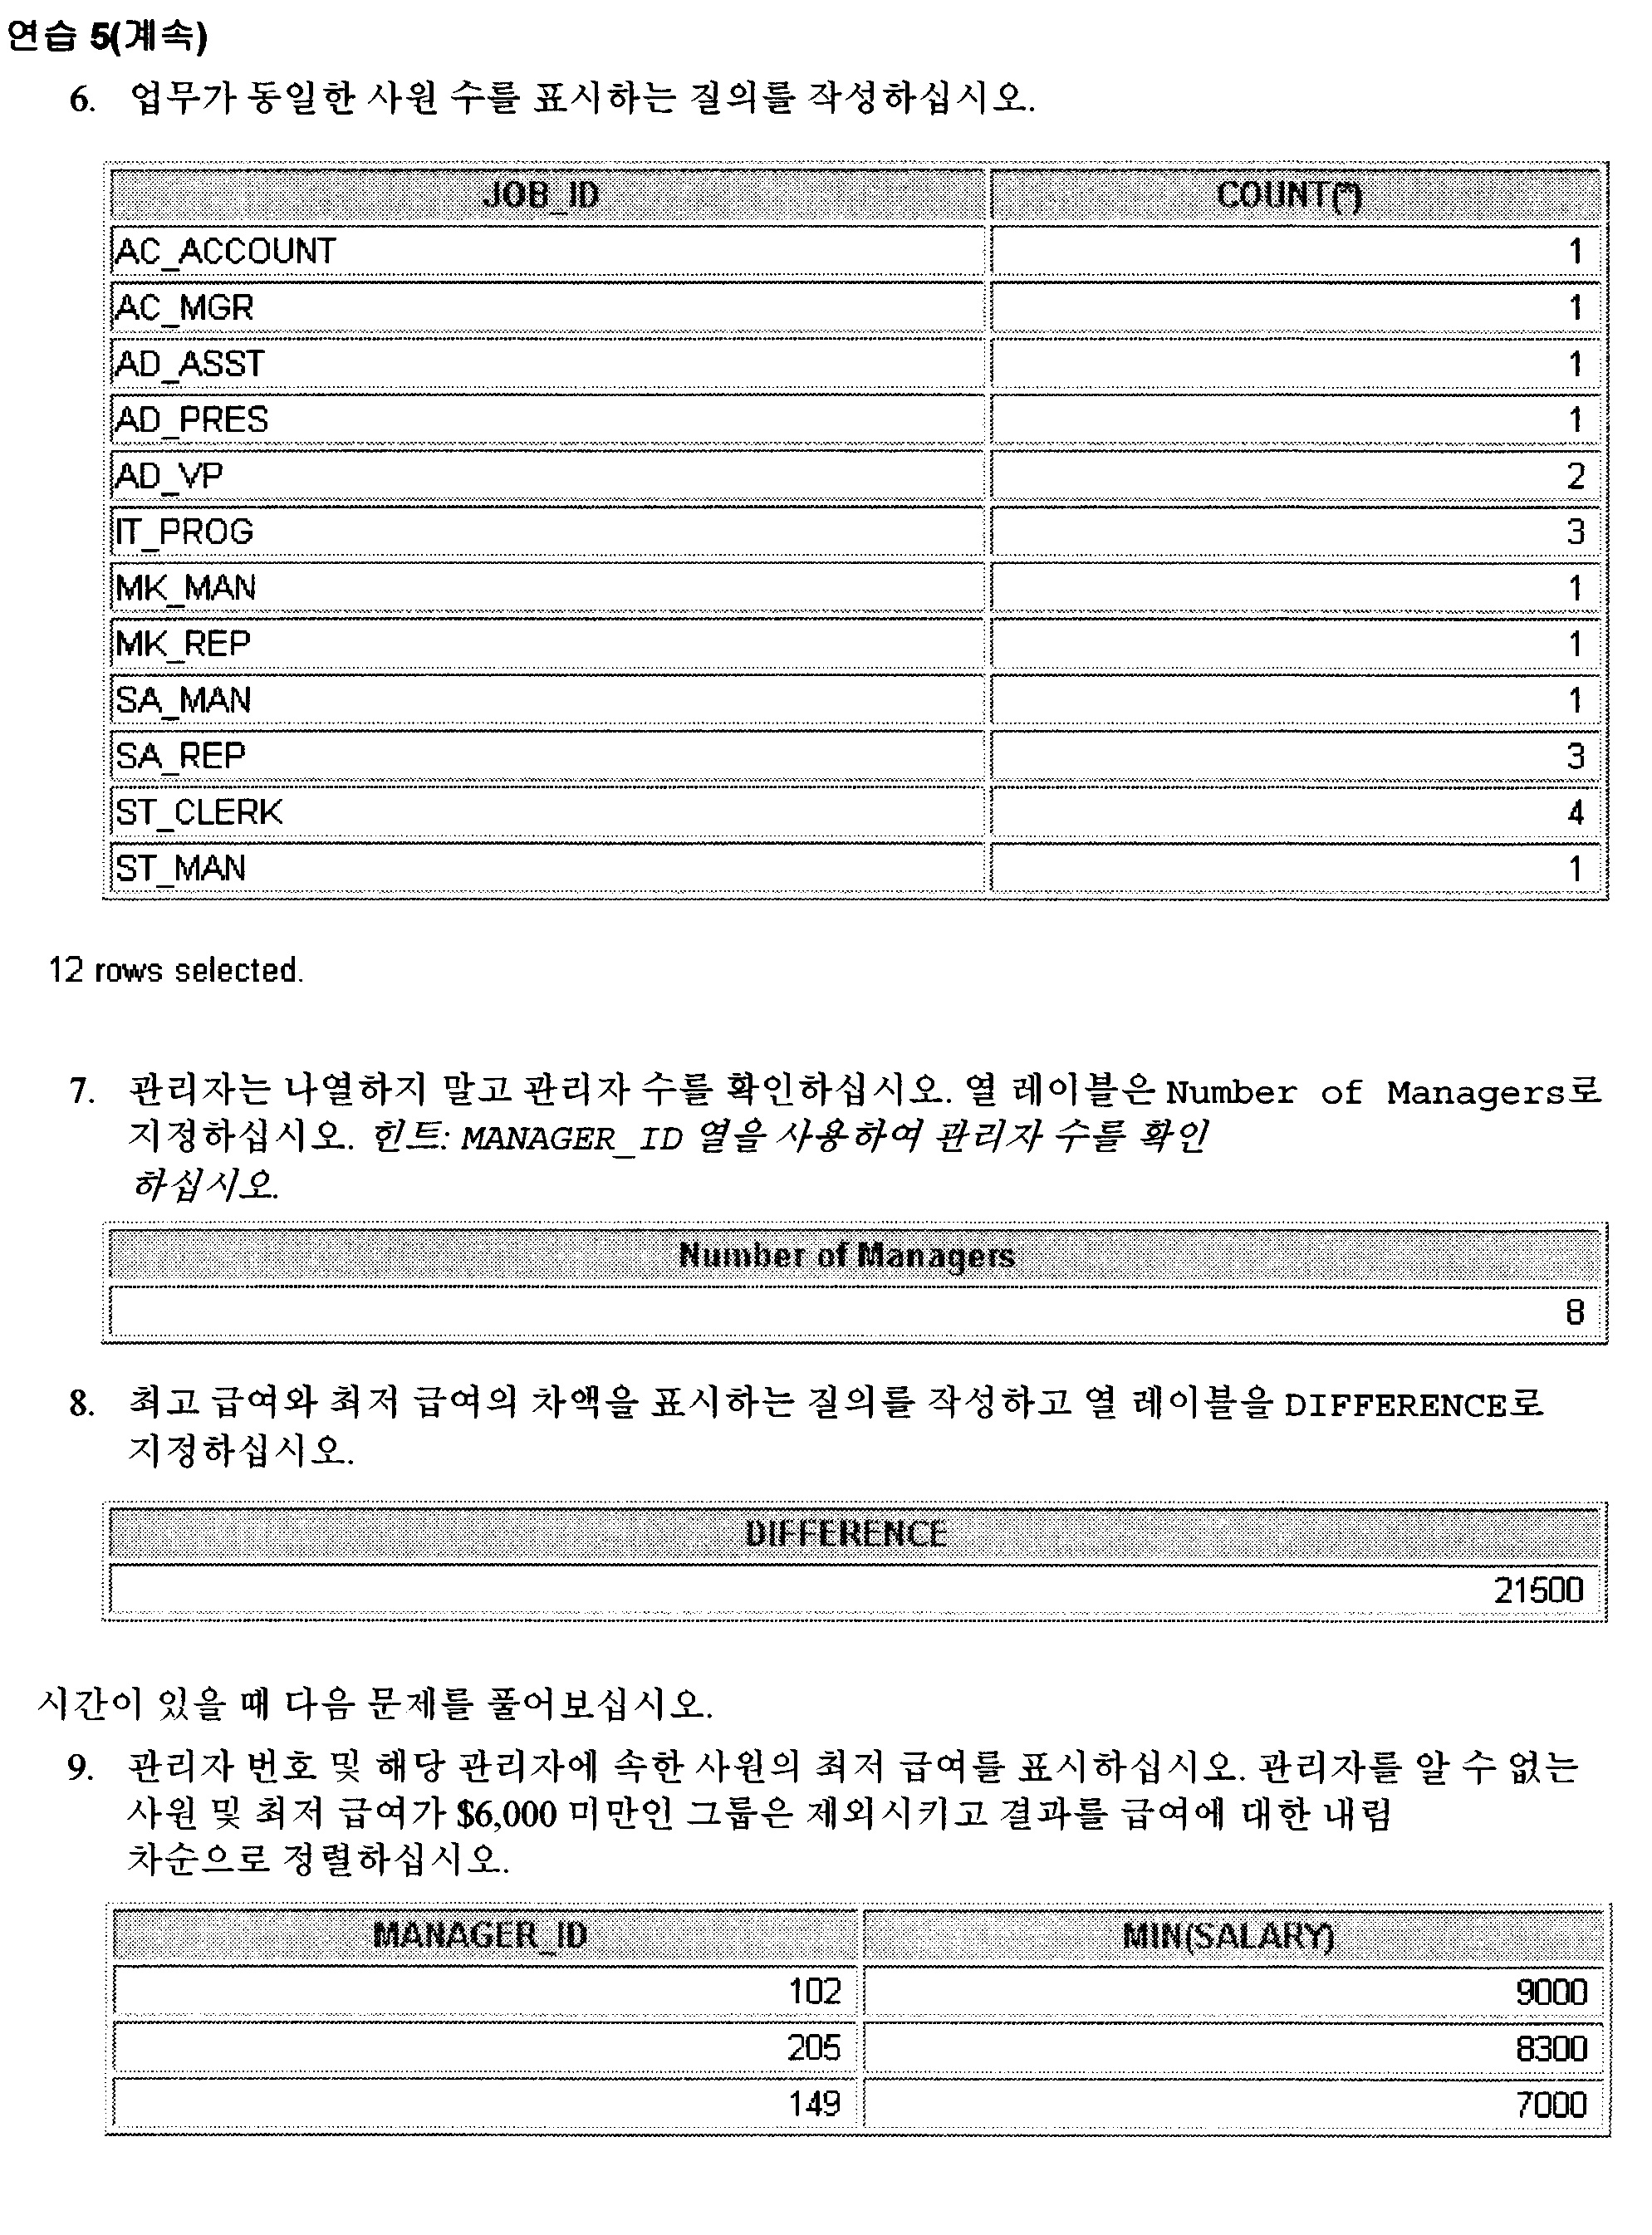 연습 5(계속)
6. 업무가 동일한 사원 수를 표시하는 질의를 작성하십시오.
JOB_ID COUNT(*)
AC_ACCOUNT 1
AC_MGR 1
AD_ASST 1
AD_PRES 1
AD_VP 2
IT_PROG 3
MK_MAN 1
MK_REP 1
SA_MAN 1
SA_REP 3
ST_CLERK 4
ST_MAN 1
12 rows selected.
7. 관리자는 나열하지 말고 관리자 수를 확인하십시오. 열 레이블은 Number of Managers로
지정하십시오. 힌트: MANAGER_ID 열을 사용하여 관리자 수를 확인
하십시오.
Number of Managers
8
8. 최고 급여와 최저 급여의 차액을 표시하는 질의를 작성하고 열 레이블을 DIFFERENCE로
지정하십시오.
DIFFERENCE
21500
시간이 있을 때 다음 문제를 풀어보십시오.
9. 관리자 번호 및 해당 관리자에 속한 사원의 최저 급여를 표시하십시오. 관리자를 알 수 없는
사원 및 최저 급여가 $6,000 미만인 그룹은 제외시키고 결과를 급여에 대한 내림
차순으로 정렬하십시오.
MANAGER_ID MIN(SALARY)
102 9000
205 8300
149 7000